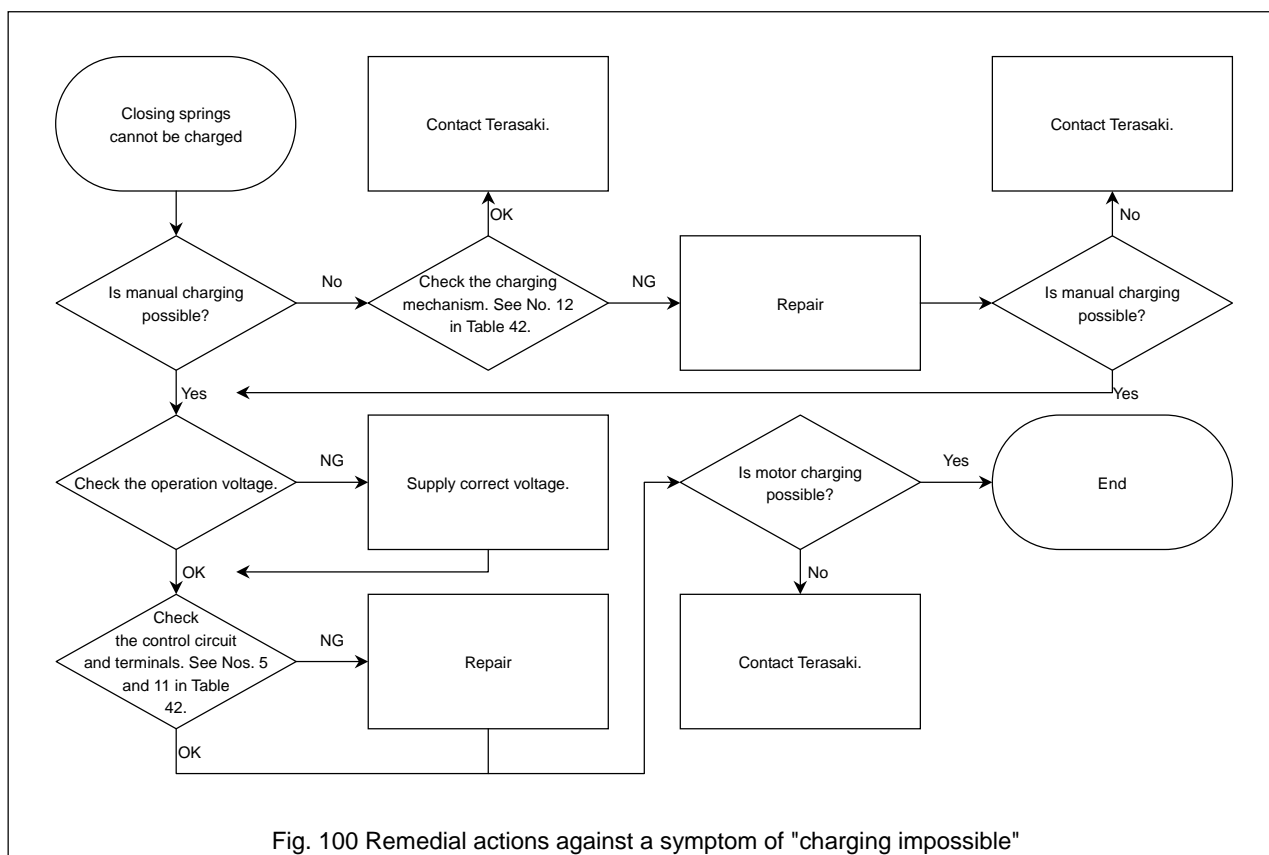 Closing springs
cannot be charged
Contact Terasaki.
Contact Terasaki.
OK
No
Is manual charging
possible?
No
Check the charging
mechanism. See No. 12
in Table 42.
NG
Repair
Is manual charging
possible?
Yes
Yes
Check the operation voltage.
NG
Supply correct voltage.
Is motor charging
possible?
Yes
End
OK
No
Check
the control circuit
and terminals. See Nos. 5
and 11 in Table
42.
NG
Repair
Contact Terasaki.
OK
Fig. 100 Remedial actions against a symptom of "charging impossible"